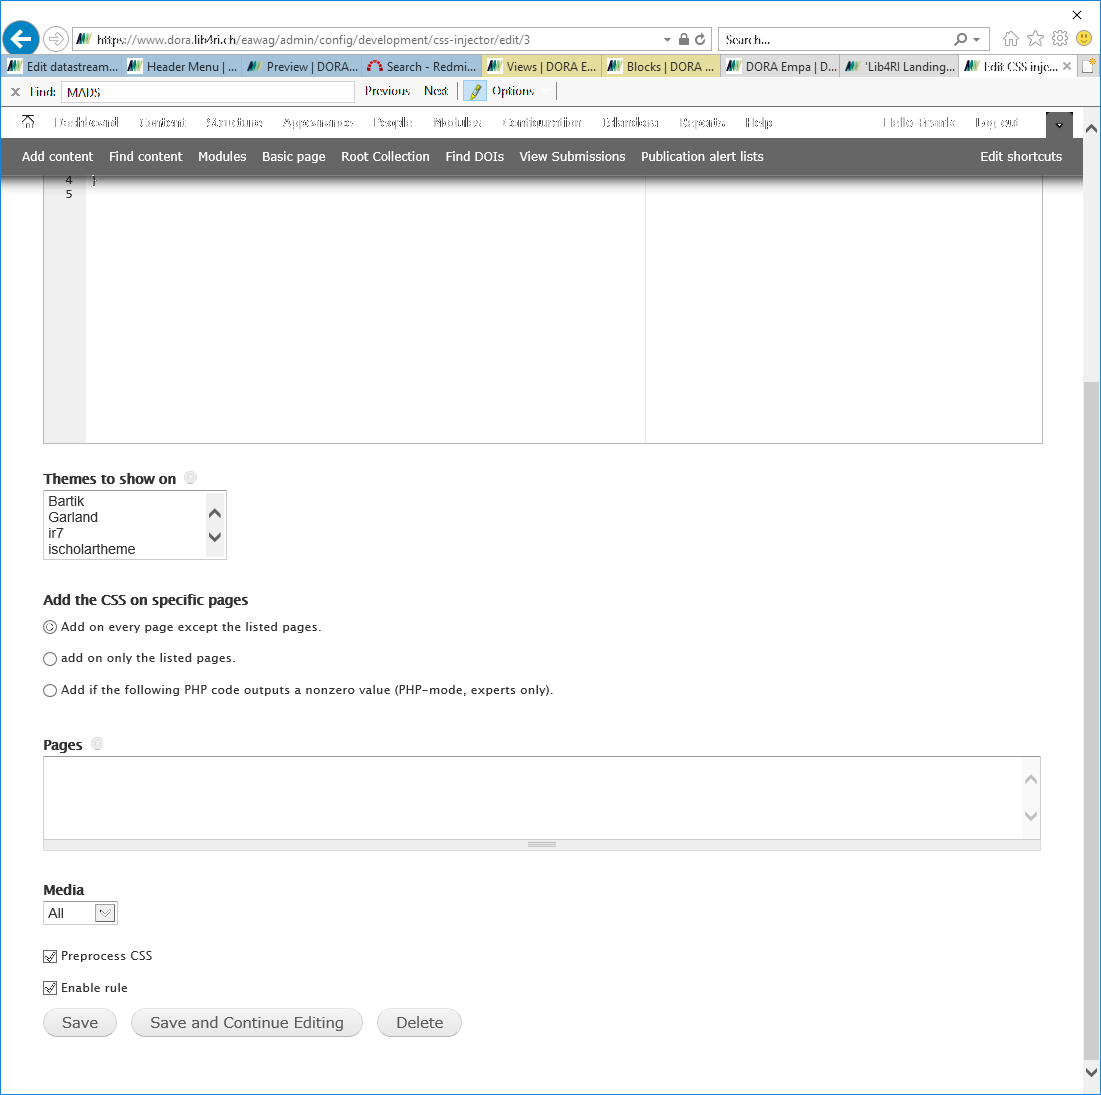 https://www.dora.lib4ri.ch/eawag/admin/config/development/css-injector/edit/3
Search...
Edit datastream...
Header Menu | ...
Preview | DORA...
Search - Redmi...
Views | DORA E...
Blocks | DORA ...
DORA Empa | D...
'Lib4RI Landing...
Edit CSS inje...
Find: MADS
Previous Next
Options
Dashboard Content Structure Appearance People Modules Configuration Islandora Reports Help
Hello Frank Log out
Add content Find content Modules Basic page Root Collection Find DOIs View Submissions Publication alert lists
Edit shortcuts
4 }
5
Themes to show on
Bartik
Garland
ir7
ischolartheme
Add the CSS on specific pages
Add on every page except the listed pages.
add on only the listed pages.
Add if the following PHP code outputs a nonzero value (PHP-mode, experts only).
Pages
Media
All
Preprocess CSS
Enable rule
Save Save and Continue Editing Delete